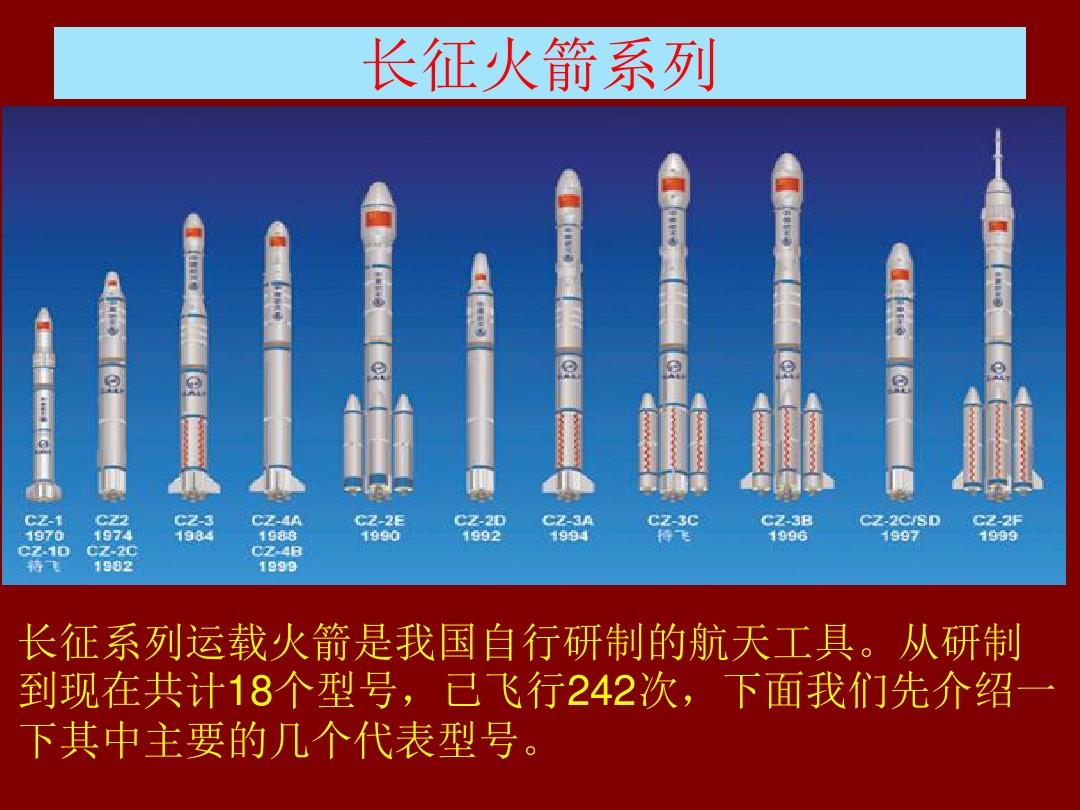 长征火箭系列
CZ-1 CZ2 CZ-3 CZ-4A CZ-2E CZ-2D CZ-3A CZ-3C CZ-3B CZ-2C/SD CZ-2F
1970 1974 1984 1988 1990 1992 1994 待飞 1996 1997 1999
CZ-1D CZ-2C CZ-4B
待飞 1982 1999
长征系列运载火箭是我国自行研制的航天工具。从研制
到现在共计18个型号，已飞行242次，下面我们先介绍一
下其中主要的几个代表型号。